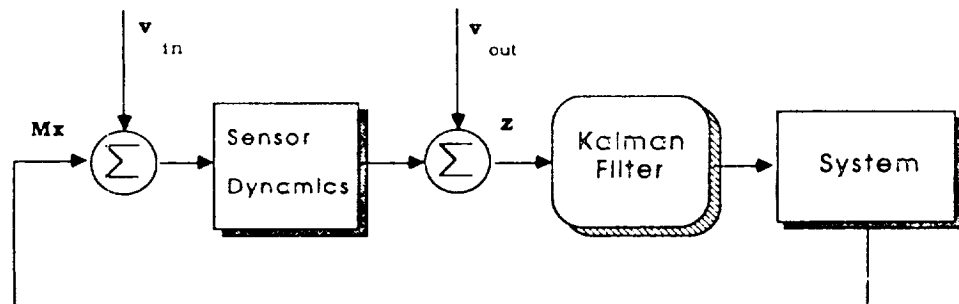 v in
v out
Mx
Σ
Sensor
Dynamics
Σ
z
Kalman
Filter
System